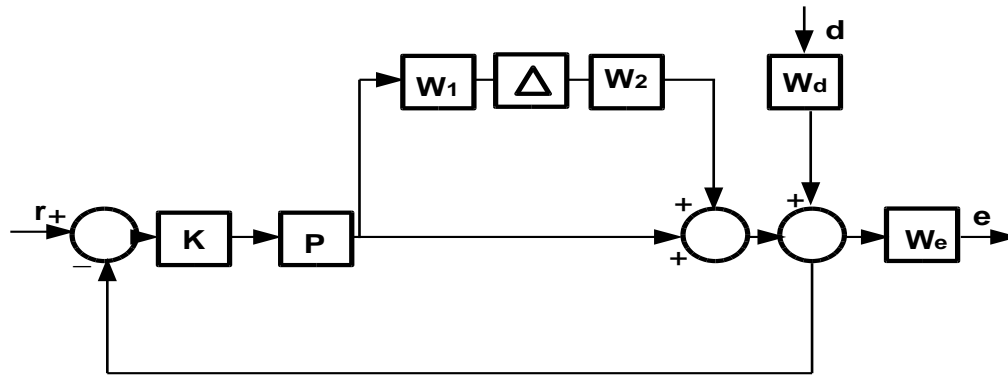 d
W1 Δ W2 Wd
r + + + K P We e
− +